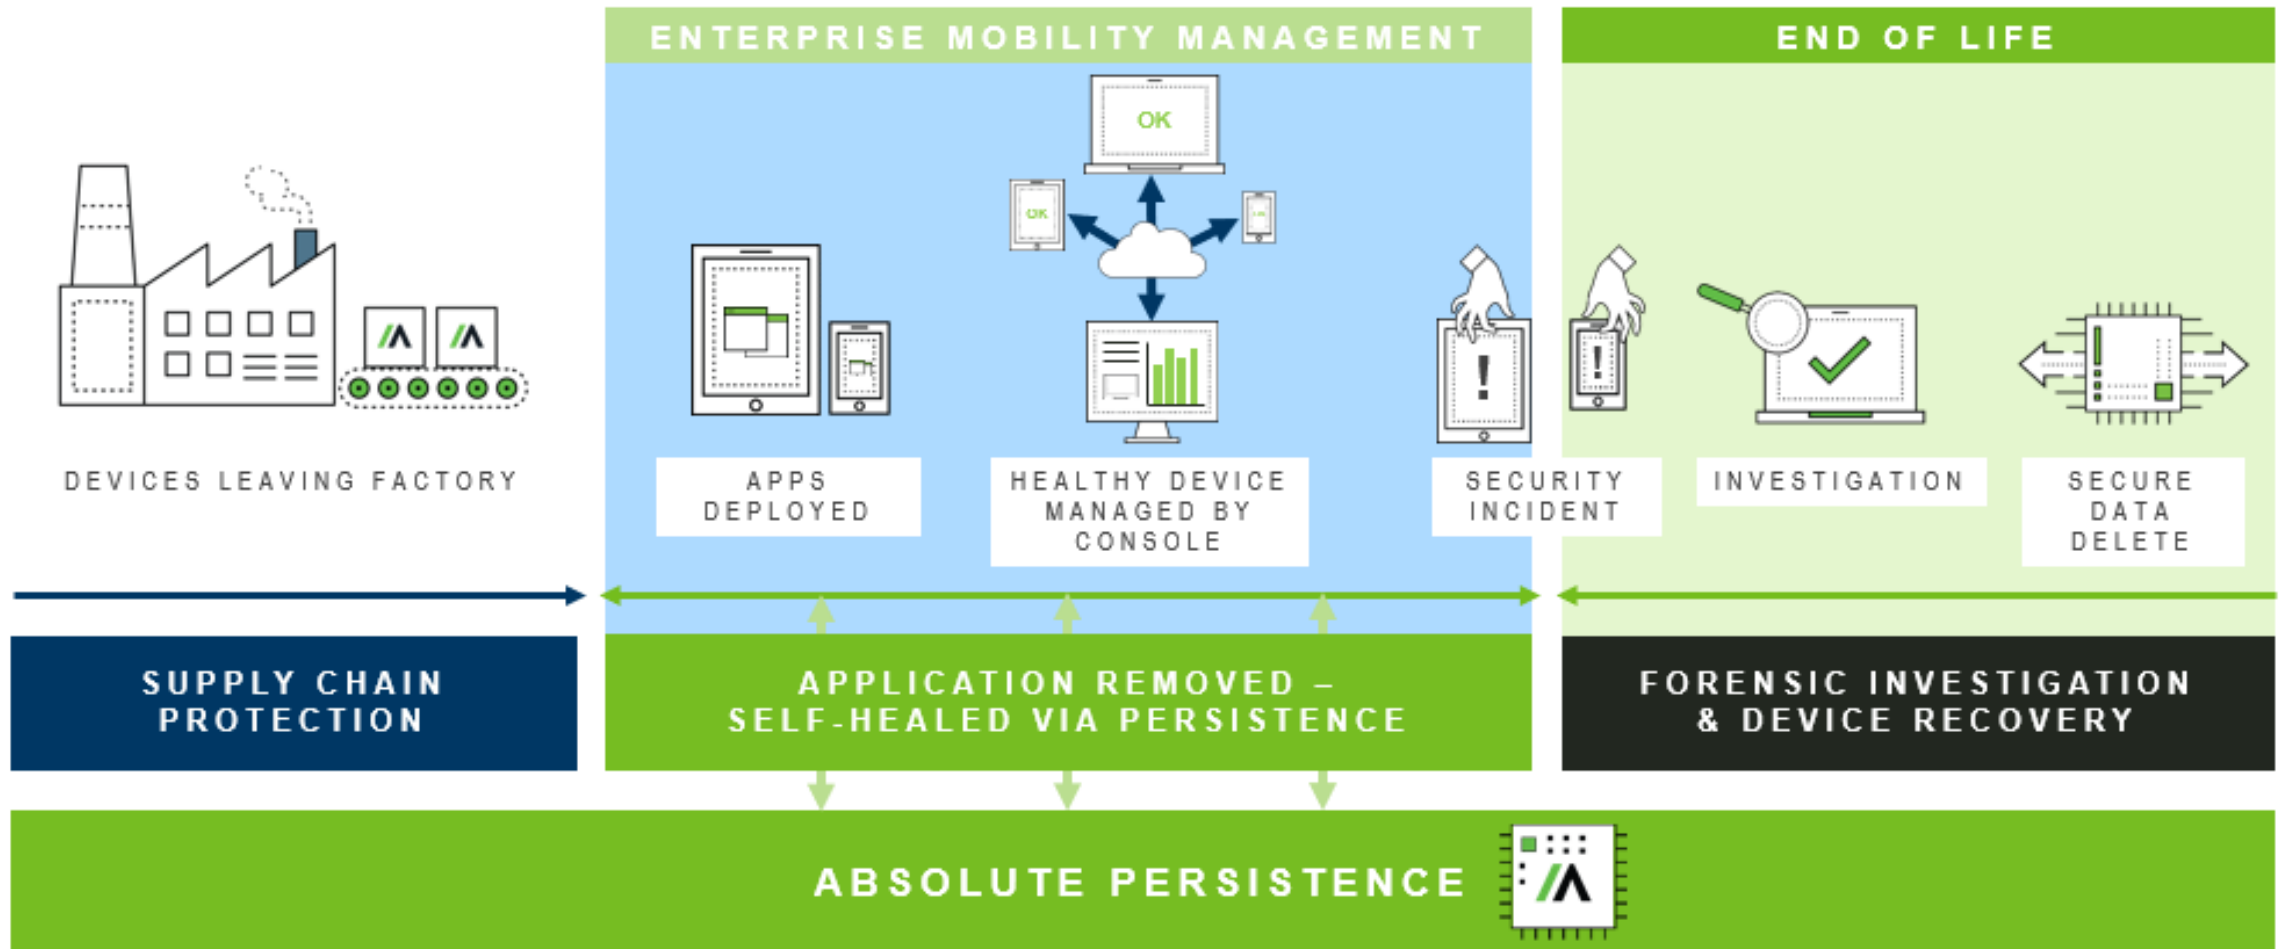 ENTERPRISE MOBILITY MANAGEMENT
END OF LIFE
OK
OK
DEVICES LEAVING FACTORY
APPS
DEPLOYED
HEALTHY DEVICE
MANAGED BY
CONSOLE
!
!
SECURITY
INCIDENT
INVESTIGATION
SECURE
DATA
DELETE
SUPPLY CHAIN
PROTECTION
APPLICATION REMOVED –
SELF-HEALED VIA PERSISTENCE
FORENSIC INVESTIGATION
& DEVICE RECOVERY
ABSOLUTE PERSISTENCE